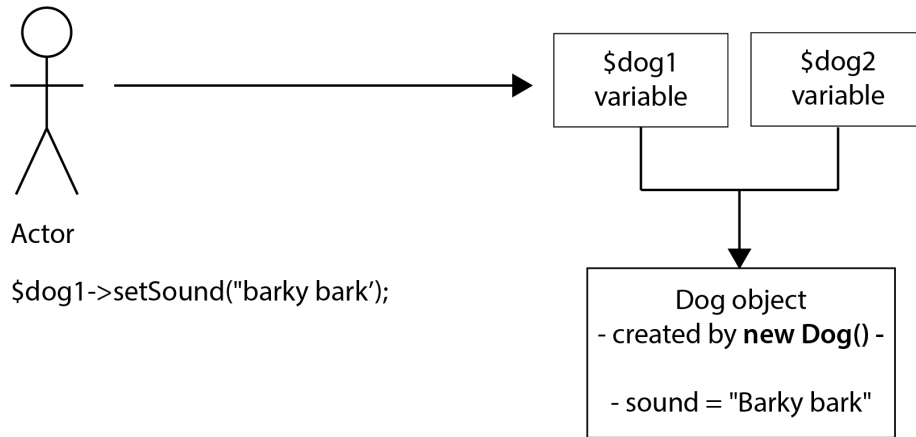 $dog1
variable
$dog2
variable
Actor
$dog1->setSound("barky bark’);
Dog object
- created by new Dog() -
- sound = "Barky bark"